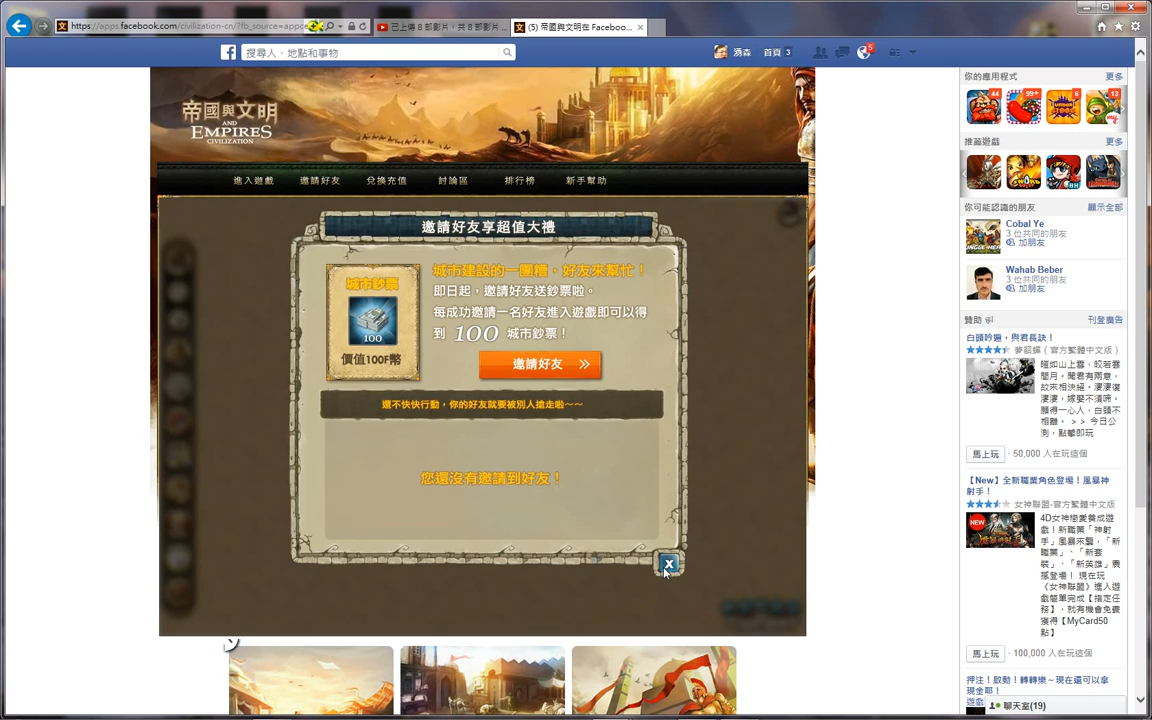 https://apps.facebook.com/civilization-cn/?fb_source=appce
已上傳 8 部影片，共 8 部影片...
(5) 帝國與文明在 Faceboo...
搜尋人、地點和事物
湧森
首頁 3
5
帝國與文明
AND
EMPIRES
CIVILIZATION
進入遊戲
邀請好友
兌換充值
討論區
排行榜
新手幫助
邀請好友享超值大禮
城市鈔票
100
價值100F幣
城市建設的一團糟，好友來幫忙！
即日起，邀請好友送鈔票啦。
每成功邀請一名好友進入遊戲即可以得
到 100 城市鈔票！
邀請好友
還不快快行動，你的好友就要被別人搶走啦~~
您還沒有邀請到好友！
X
你的應用程式
更多
44
99+
6
13
推薦遊戲
更多
你可能認識的朋友
顯示全部
Cobal Ye
3 位共同的朋友
加朋友
Wahab Beber
3 位共同的朋友
加朋友
贊助
刊登廣告
白頭吟遍，與君長訣！
夢貂蟬 ( 官方繁體中文版 )
皚如山上雪，皎若雲間月。聞君有兩意，故來相決絕。淒淒復淒淒，嫁娶不須啼。願得一心人，白頭不相離。 > > 今日公測，點擊即玩
馬上玩
· 50,000 人在玩這個
【New】全新職業角色登場！風暴神射手！
女神聯盟-官方繁體中文版
NEW
4D女神戀愛養成遊戲！新職業「神射手」風暴來襲，「新職業」、「新套裝」、「新英雄」震撼登場！ 現在玩《女神聯盟》進入遊戲簡單完成【指定任務】，就有機會免費獲得【MyCard50點】
馬上玩
· 100,000 人在玩這個
押注！啟動！轉轉樂～現在還可以拿現金耶！
聊天室(19)